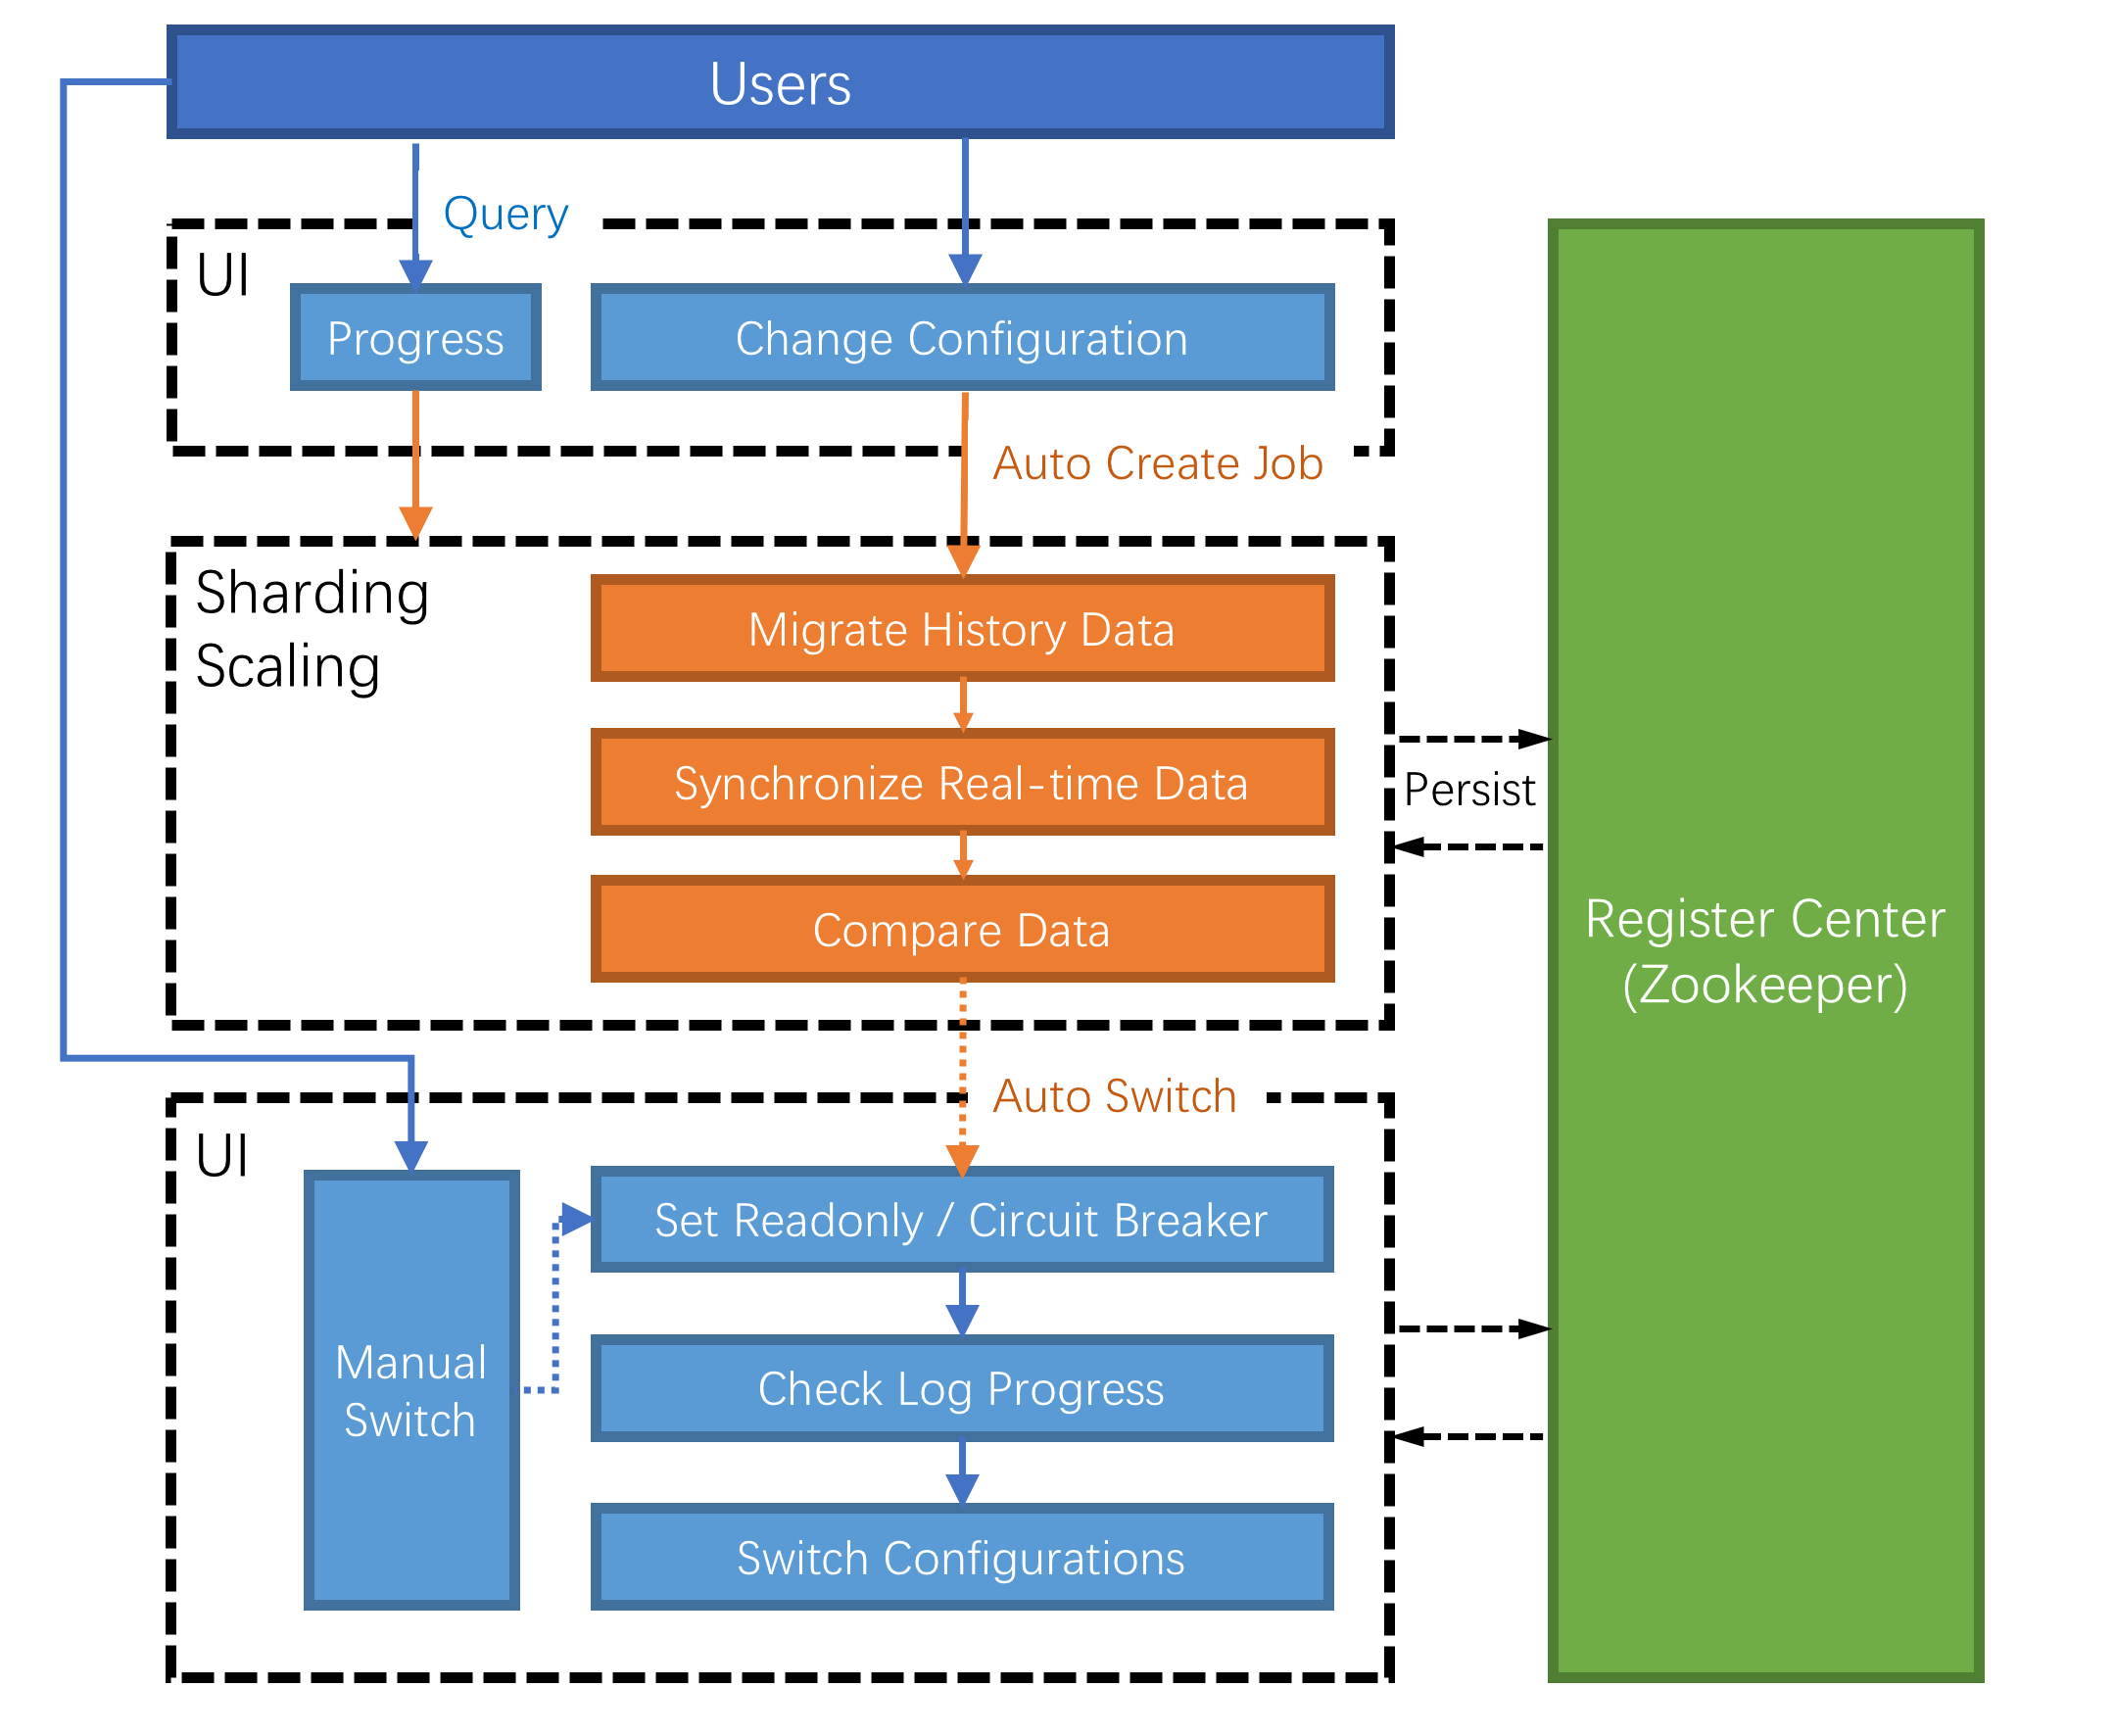 Users
Query
UI
Progress
Change Configuration
Auto Create Job
Sharding
Scaling
Migrate History Data
Synchronize Real-time Data
Compare Data
Persist
Register Center
(Zookeeper)
Auto Switch
UI
Set Readonly / Circuit Breaker
Manual
Switch
Check Log Progress
Switch Configurations